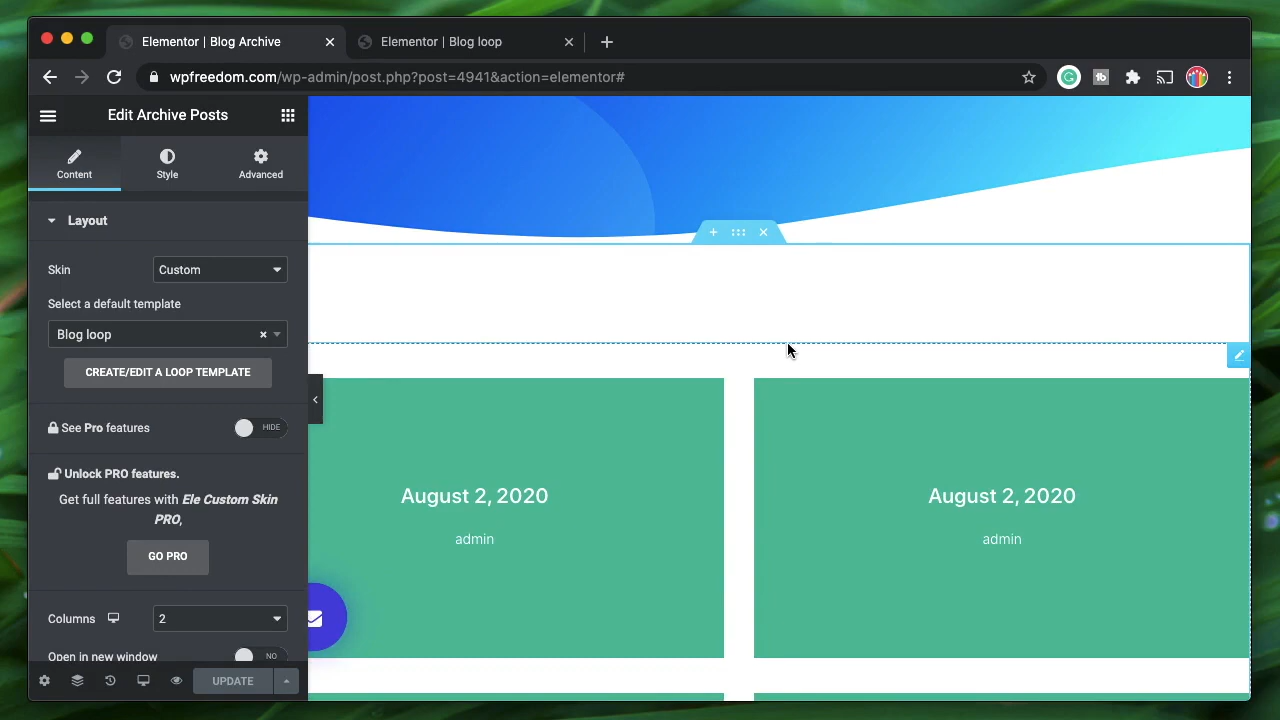 Elementor | Blog Archive
Elementor | Blog loop
wpfreedom.com/wp-admin/post.php?post=4941&action=elementor#
Edit Archive Posts
Content
Style
Advanced
Layout
Skin
Custom
Select a default template
Blog loop
CREATE/EDIT A LOOP TEMPLATE
See Pro features
HIDE
Unlock PRO features.
Get full features with Ele Custom Skin
PRO,
GO PRO
Columns
2
Open in new window
NO
UPDATE
August 2, 2020
admin
August 2, 2020
admin